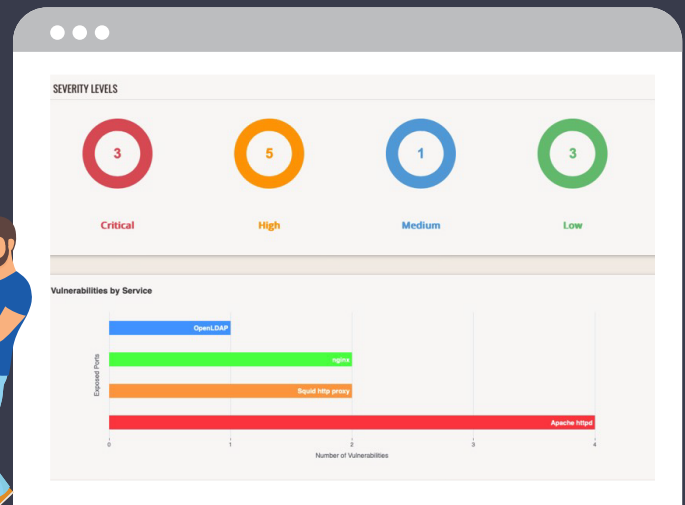 SEVERITY LEVELS
3
5
1
3
Critical
High
Medium
Low
Vulnerabilities by Service
OpenLDAP
nginx
Squid http proxy
Apache httpd
Exposed Ports
0
1
2
3
4
Number of Vulnerabilities